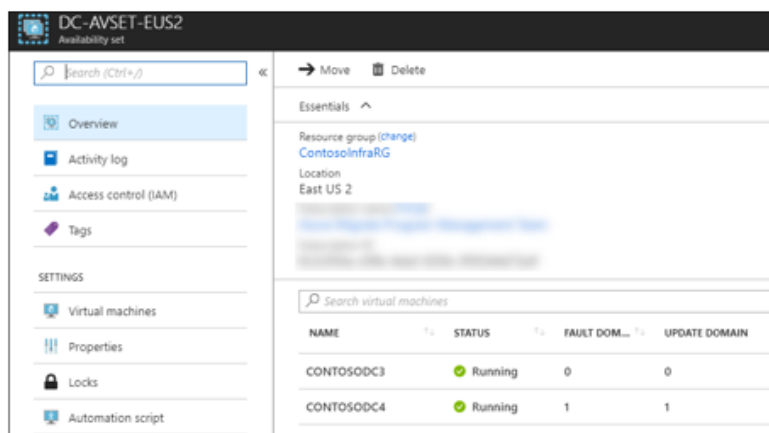 DC-AVSET-EUS2
Availability set
Search (Ctrl+/)
«
Overview
Activity log
Access control (IAM)
Tags
SETTINGS
Virtual machines
Properties
Locks
Automation script
Move Delete
Essentials
Resource group (change)
ContosoInfraRG
Location
East US 2
Search virtual machines
NAME STATUS FAULT DOM... UPDATE DOMAIN
CONTOSODC3 Running 0 0
CONTOSODC4 Running 1 1